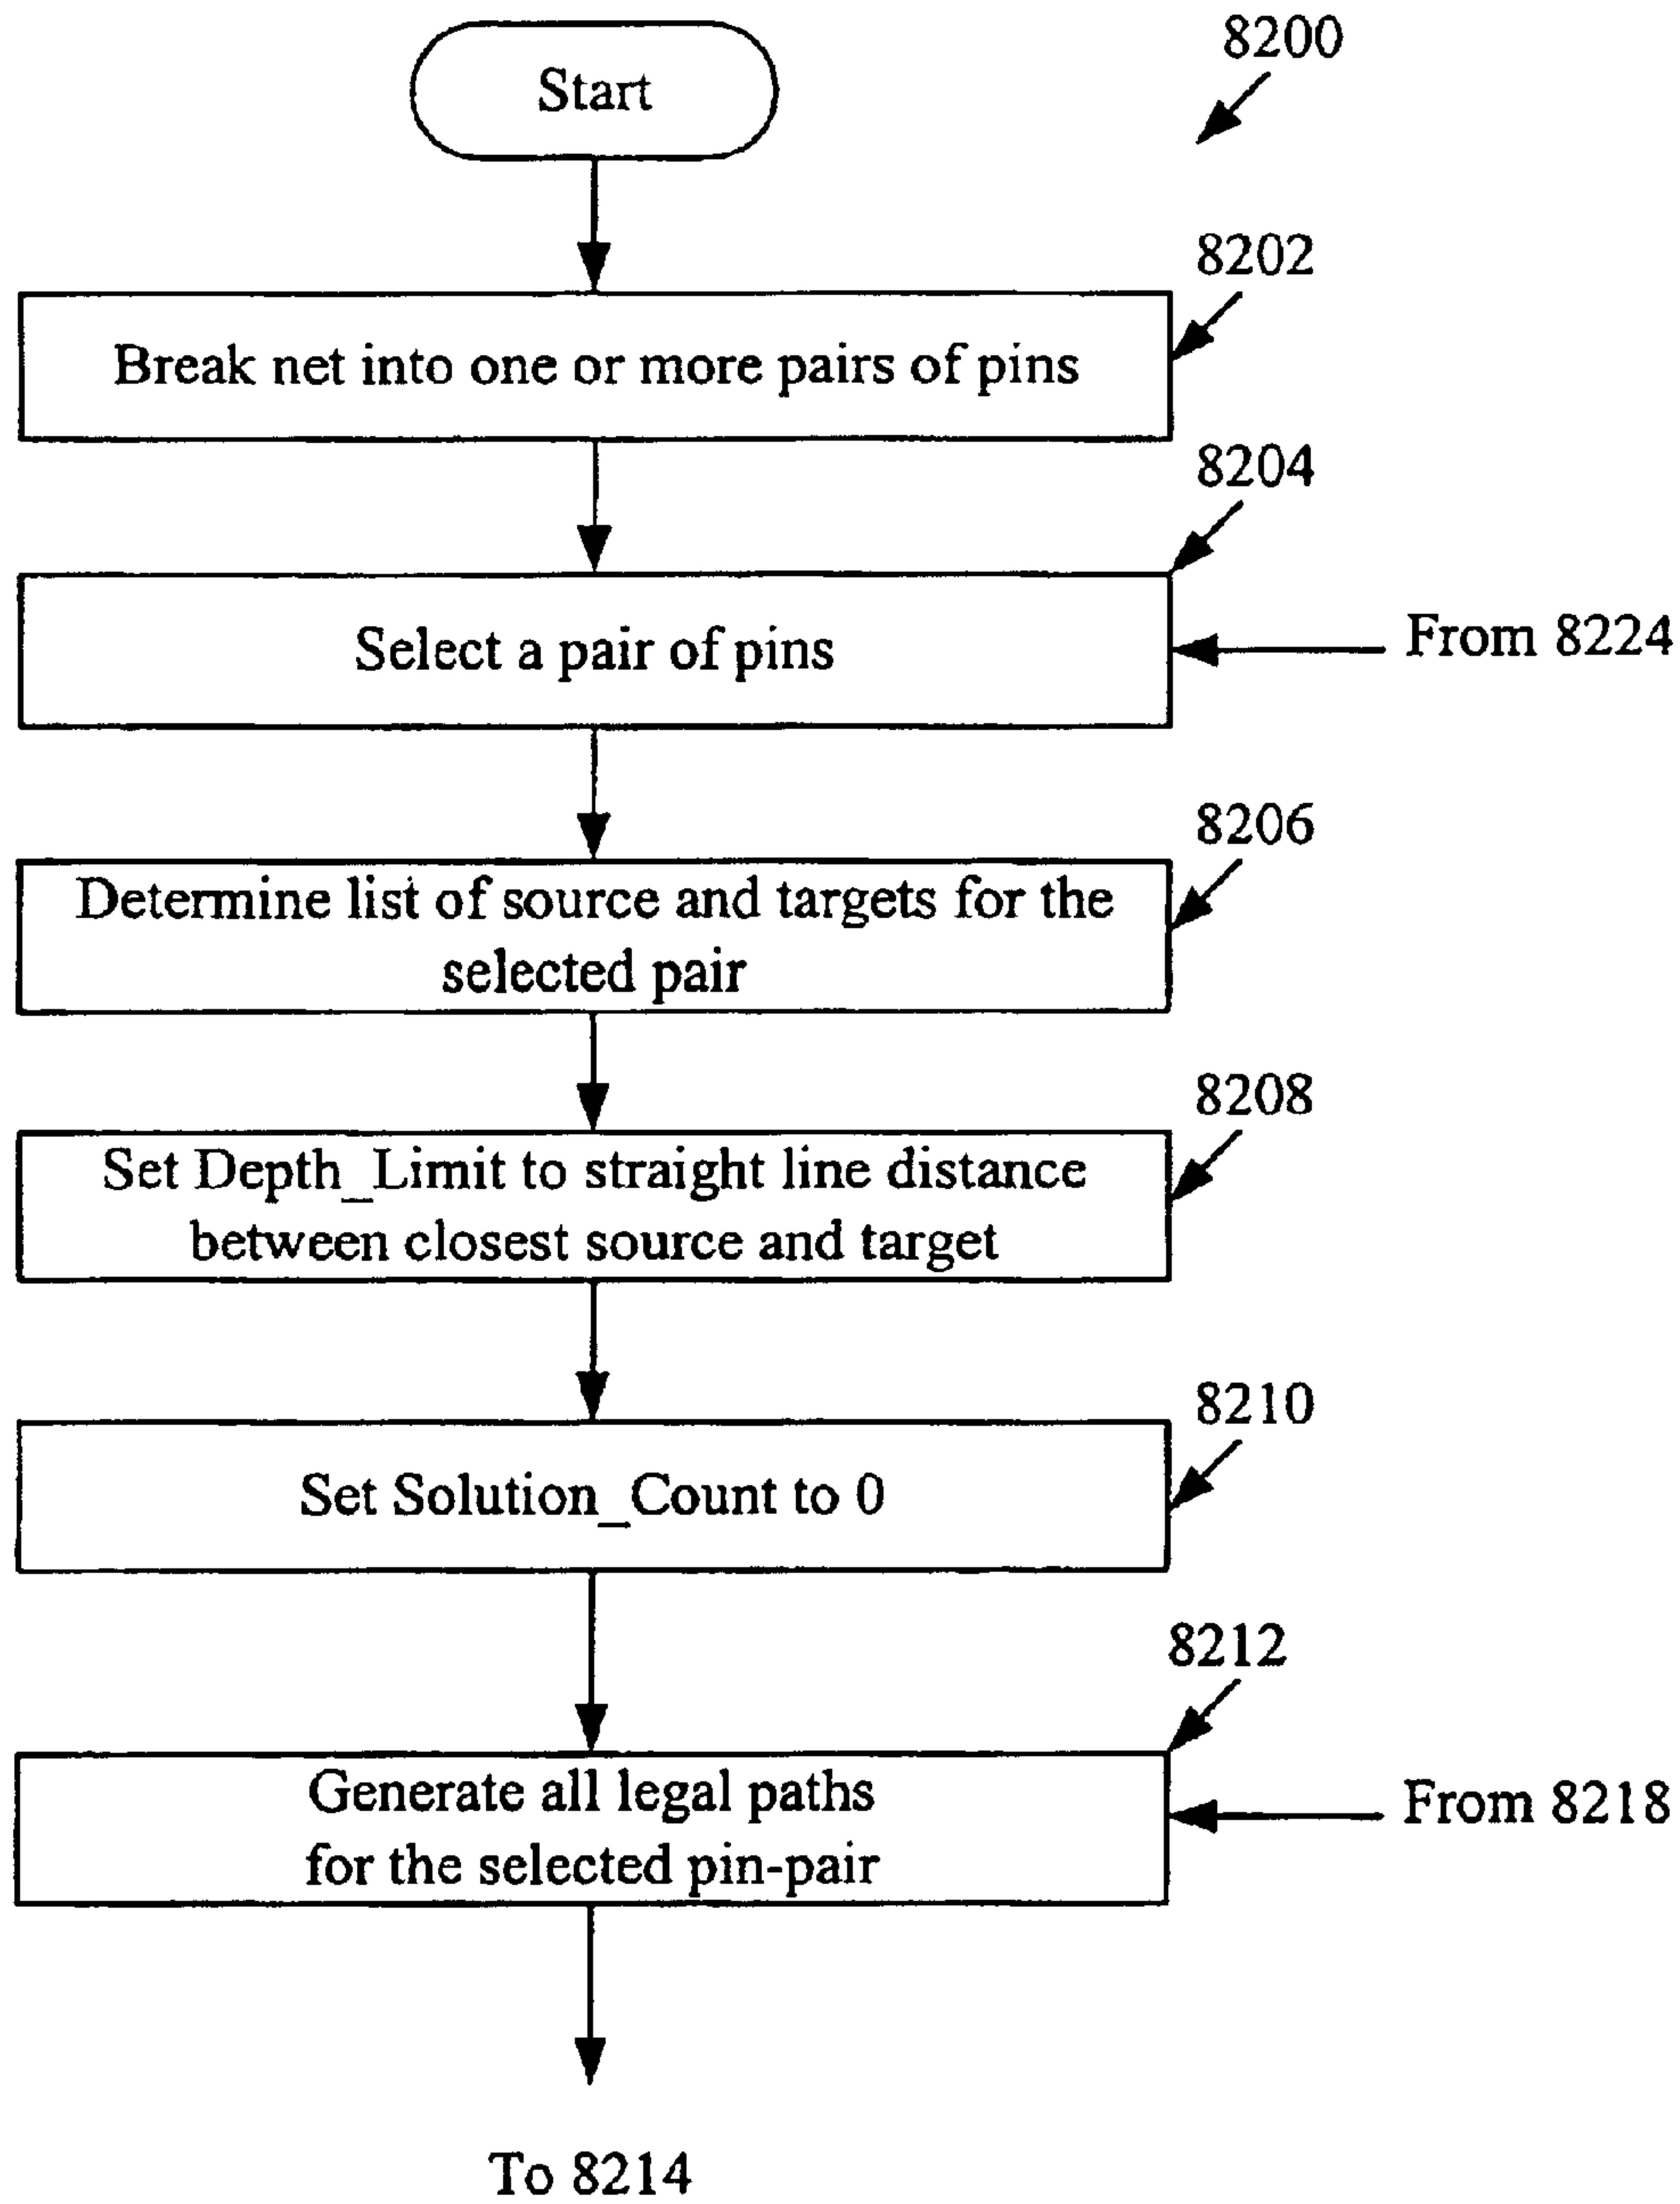 8200
Start
8202
Break net into one or more pairs of pins
8204
Select a pair of pins
From 8224
8206
Determine list of source and targets for the
selected pair
8208
Set Depth_Limit to straight line distance
between closest source and target
8210
Set Solution_Count to 0
8212
Generate all legal paths
for the selected pin-pair
From 8218
To 8214